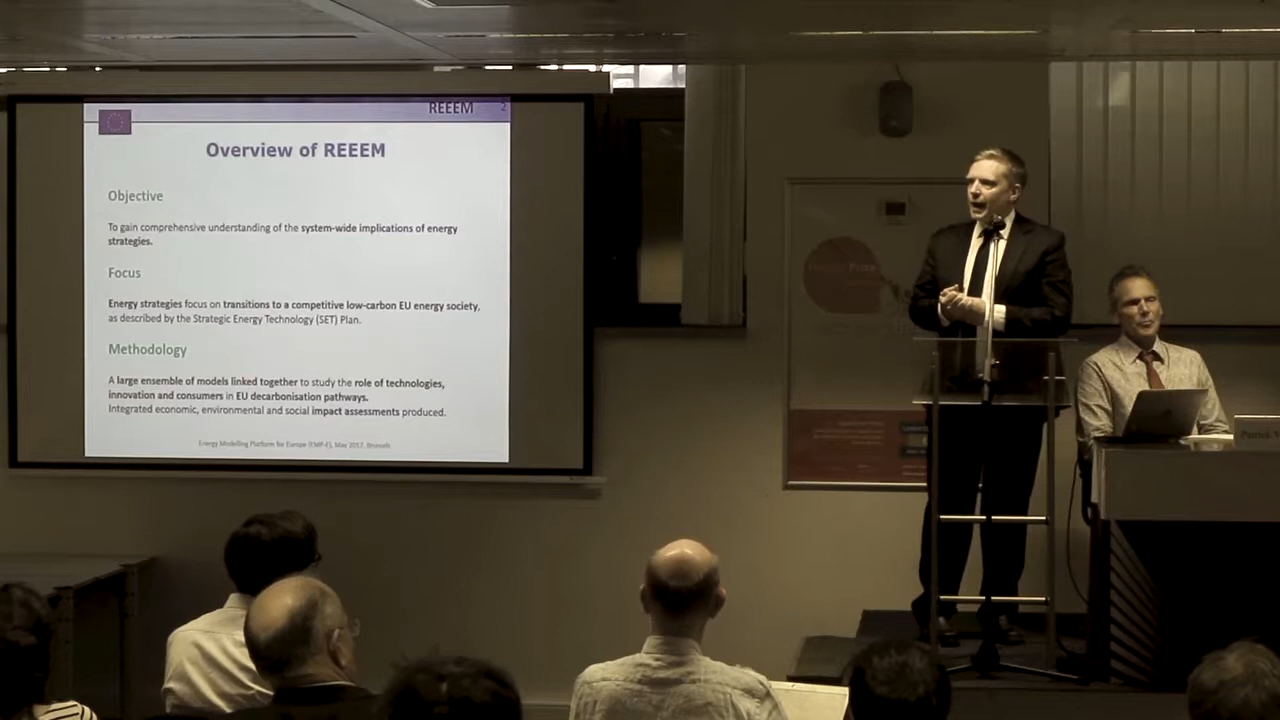 REEEM 2
Overview of REEEM
Objective
To gain comprehensive understanding of the system-wide implications of energy
strategies.
Focus
Energy strategies focus on transitions to a competitive low-carbon EU energy society,
as described by the Strategic Energy Technology (SET) Plan.
Methodology
A large ensemble of models linked together to study the role of technologies,
innovation and consumers in EU decarbonisation pathways.
Integrated economic, environmental and social impact assessments produced.
Energy Modelling Platform for Europe (EMP-E), May 2017, Brussels
Patrick